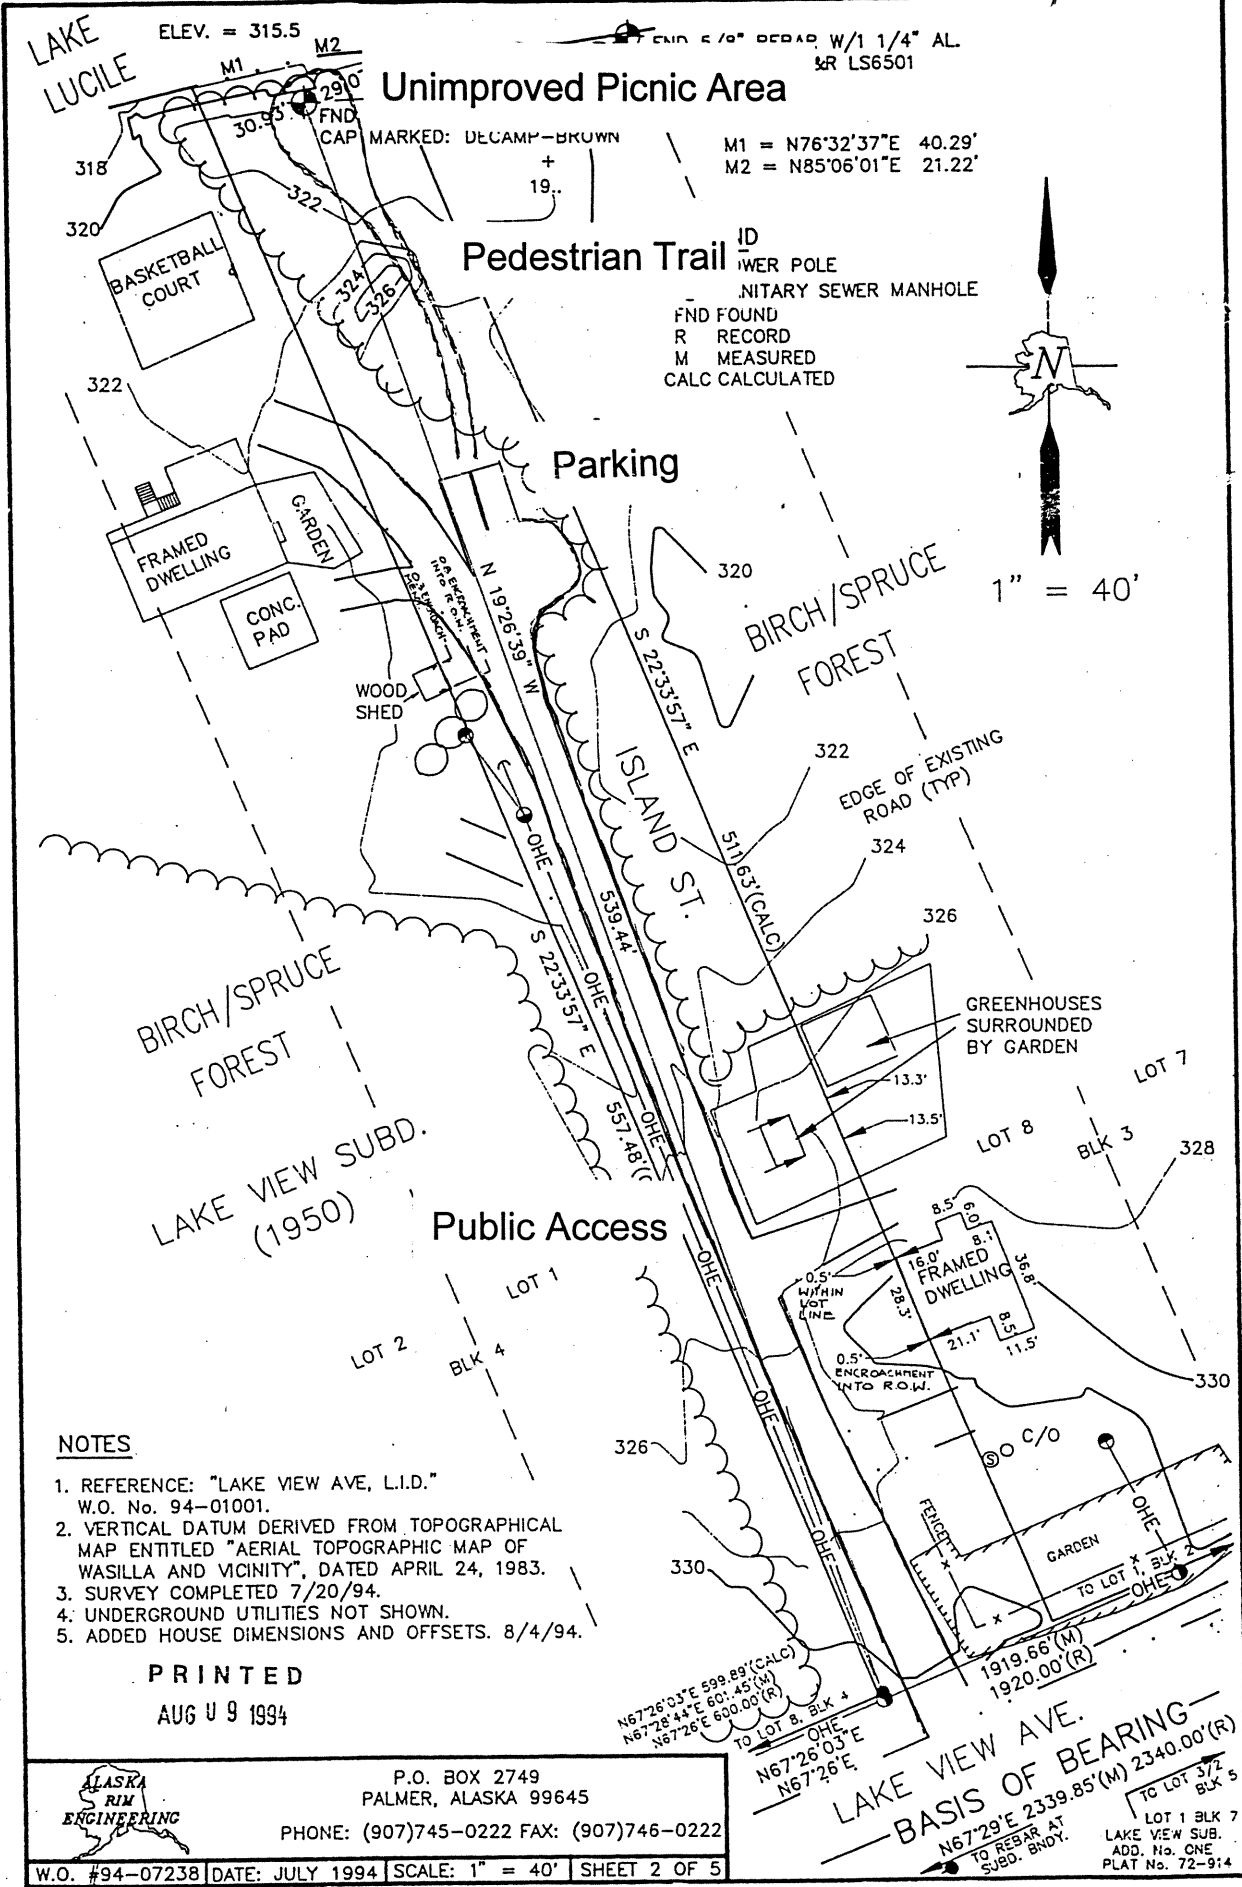 LAKE
LUCILE
ELEV. = 315.5
M1
M2
W/1 1/4" AL.
LS6501
Unimproved Picnic Area
30.93'
29.0'
FND
CAP MARKED: DECAMP-BROWN
M1 = N76°32'37"E 40.29'
M2 = N85°06'01"E 21.22'
318
320
322
19..
BASKETBALL
COURT
324
326
Pedestrian Trail
POLE
SEWER MANHOLE
FND FOUND
R RECORD
M MEASURED
CALC CALCULATED
N
1" = 40'
322
Parking
GARDEN
FRAMED
DWELLING
CONC.
PAD
WOOD
SHED
O.8 ENCROACHMENT
INTO R.O.W.
N 19°26'39" W
320
BIRCH/SPRUCE
FOREST
S 22°33'57" E
ISLAND ST.
322
EDGE OF EXISTING
ROAD (TYP)
324
511.63'(CALC)
326
OHE
539.44'
OHE
S 22°33'57" E
557.48'(
OHE
BIRCH/SPRUCE
FOREST
GREENHOUSES
SURROUNDED
BY GARDEN
13.3'
13.5'
LOT 7
LOT 8
BLK 3
328
LAKE VIEW SUBD.
(1950)
Public Access
OHE
8.5'
6.0'
8.1'
16.0'
FRAMED
DWELLING
36.8'
28.3'
0.5'
WITHIN
LOT
LINE
21.1'
8.5'
11.5'
0.5'
ENCROACHMENT
INTO R.O.W.
330
LOT 1
LOT 2
BLK 4
OHE
326
C/O
S
OHE
FENCE
GARDEN
TO LOT 1, BLK 2
OHE
OHE
330
NOTES
1. REFERENCE: "LAKE VIEW AVE, L.I.D."
W.O. No. 94-01001.
2. VERTICAL DATUM DERIVED FROM TOPOGRAPHICAL
MAP ENTITLED "AERIAL TOPOGRAPHIC MAP OF
WASILLA AND VICINITY", DATED APRIL 24, 1983.
3. SURVEY COMPLETED 7/20/94.
4. UNDERGROUND UTILITIES NOT SHOWN.
5. ADDED HOUSE DIMENSIONS AND OFFSETS. 8/4/94.
PRINTED
AUG 0 9 1994
N67°26'03"E 599.89'(CALC)
N67°28'44"E 601.45'(M)
N67°26'E 600.00'(R)
TO LOT 8, BLK 4
OHE
N67°26'03"E
N67°26'E
1919.66'(M)
1920.00'(R)
LAKE VIEW AVE.
BASIS OF BEARING
N67°29'E 2339.85'(M) 2340.00'(R)
TO REBAR AT
SUBD. BNDY.
TO LOT 3/2
BLK 5
LOT 1 BLK 7
LAKE VIEW SUB.
ADD. No. ONE
PLAT No. 72-914
ALASKA
RIM
ENGINEERING
P.O. BOX 2749
PALMER, ALASKA 99645
PHONE: (907)745-0222 FAX: (907)746-0222
W.O. #94-07238 DATE: JULY 1994 SCALE: 1" = 40' SHEET 2 OF 5